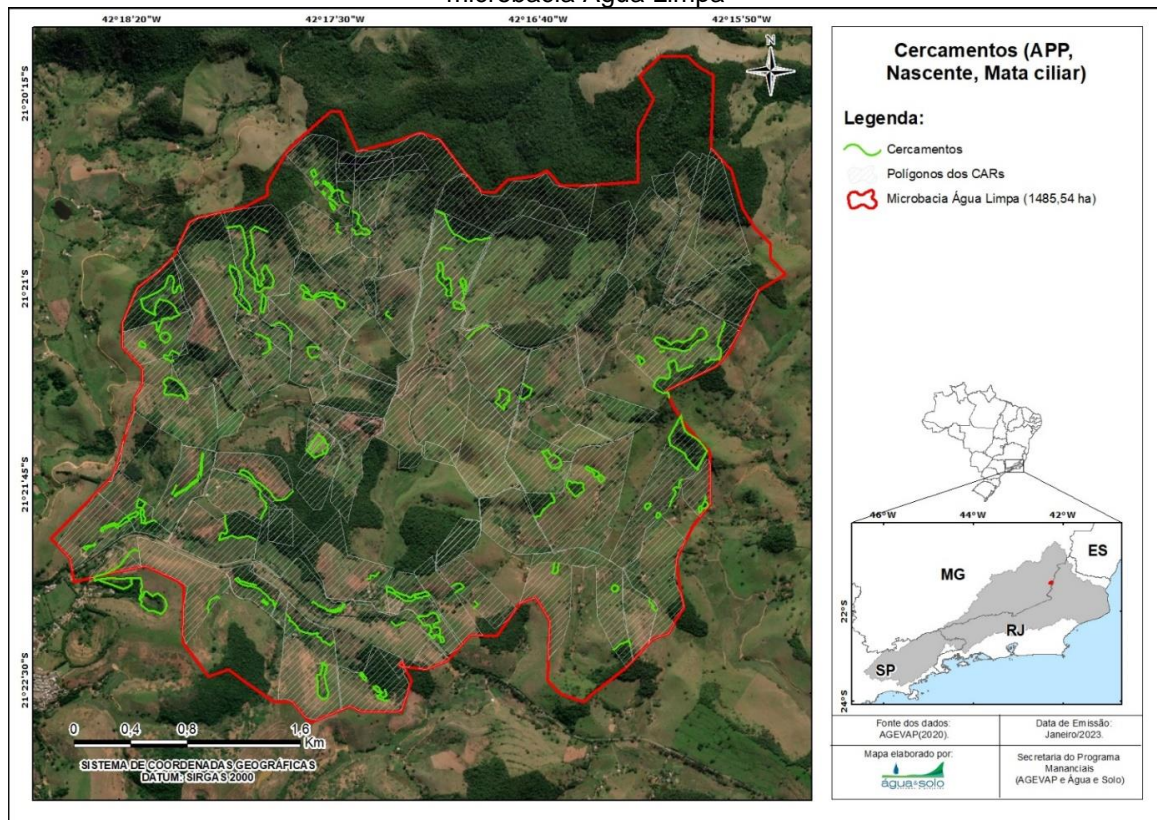 microbacia Água Limpa
42°18'20"W
42°17'30"W
42°16'40"W
42°15'50"W
21°20'15"S
21°21'S
21°21'45"S
21°22'30"S
N
0
0,4
0,8
1,6
Km
SISTEMA DE COORDENADAS GEOGRÁFICAS
DATUM: SIRGAS 2000
Cercamentos (APP,
Nascente, Mata ciliar)
Legenda:
Cercamentos
Polígonos dos CARs
Microbacia Água Limpa (1485,54 ha)
46°W
44°W
42°W
22°S
24°S
MG
ES
RJ
SP
Fonte dos dados:
AGEVAP(2020).
Data de Emissão:
Janeiro/2023.
Mapa elaborado por:
água&solo
Secretaria do Programa
Mananciais
(AGEVAP e Água e Solo)